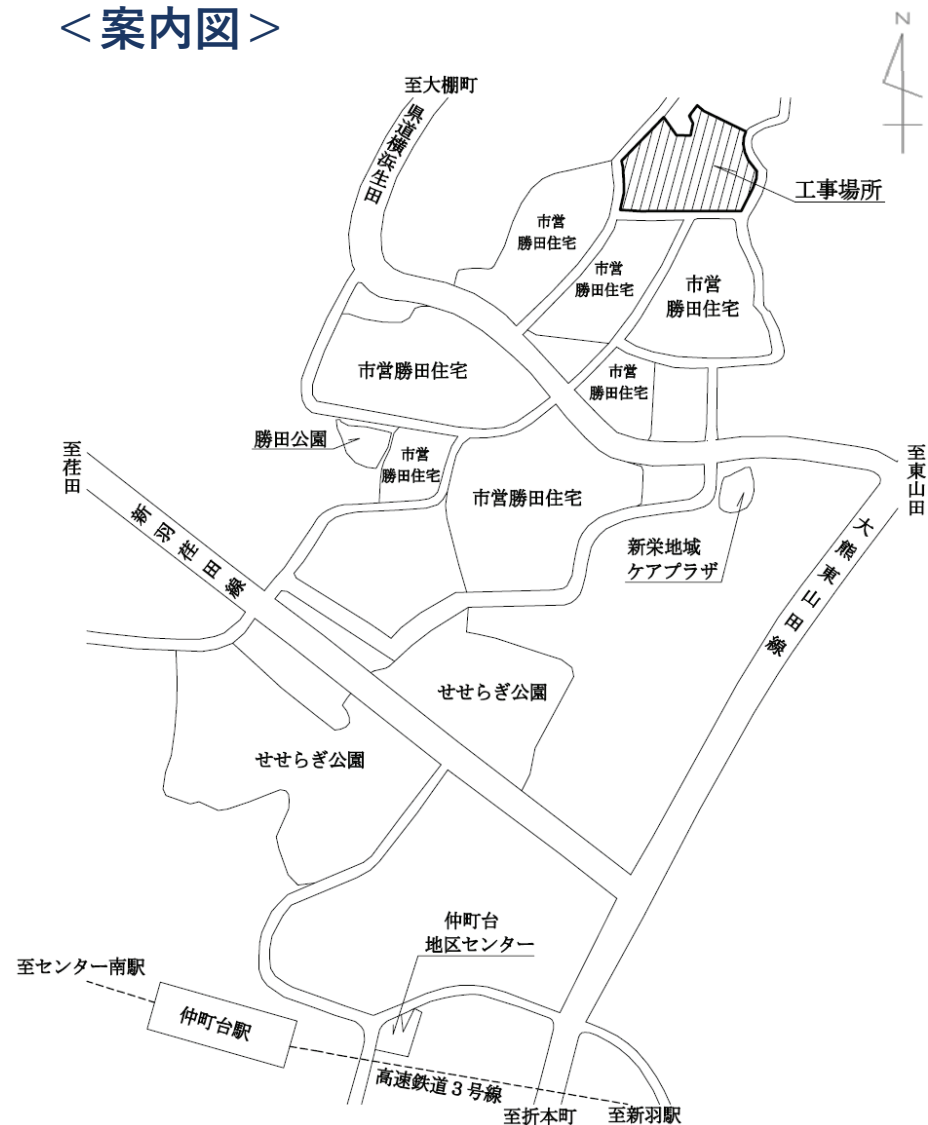 ＜案内図＞
N
至大棚町
県道横浜生田
工事場所
市営
勝田住宅
市営
勝田住宅
市営
勝田住宅
市営勝田住宅
市営
勝田住宅
勝田公園
市営
勝田住宅
至荏田
至東山田
市営勝田住宅
新羽荏田線
新栄地域
ケアプラザ
大熊東山田線
せせらぎ公園
せせらぎ公園
仲町台
地区センター
至センター南駅
仲町台駅
高速鉄道３号線
至折本町
至新羽駅